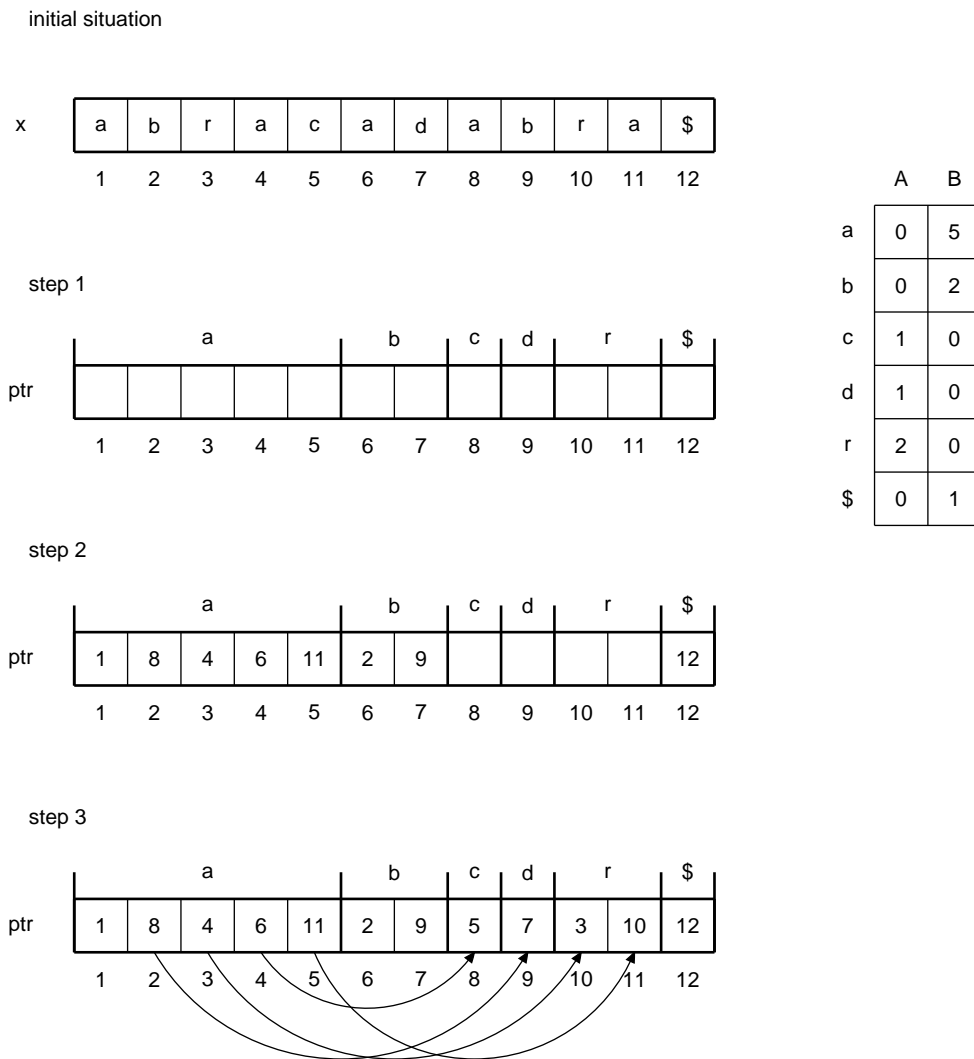 initial situation
x a b r a c a d a b r a $
1 2 3 4 5 6 7 8 9 10 11 12
A B
a 0 5
b 0 2
c 1 0
d 1 0
r 2 0
$ 0 1
step 1
a b c d r $
ptr
1 2 3 4 5 6 7 8 9 10 11 12
step 2
a b c d r $
ptr 1 8 4 6 11 2 9 12
1 2 3 4 5 6 7 8 9 10 11 12
step 3
a b c d r $
ptr 1 8 4 6 11 2 9 5 7 3 10 12
1 2 3 4 5 6 7 8 9 10 11 12